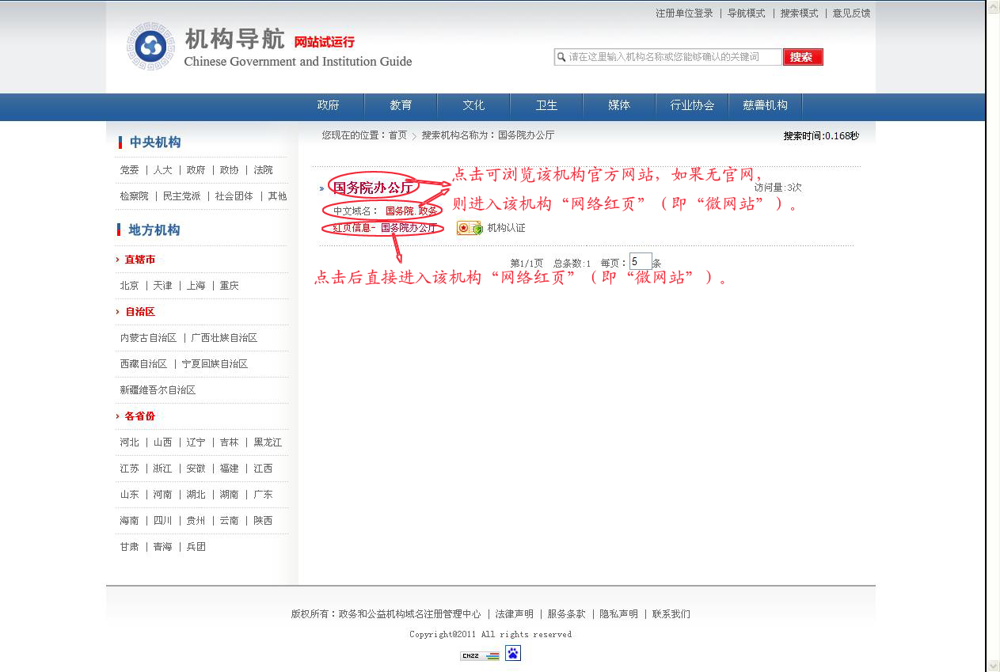 注册单位登录 | 导航模式 | 搜索模式 | 意见反馈
机构导航 网站试运行
Chinese Government and Institution Guide
请在这里输入机构名称或您能够确认的关键词 搜索
政府 教育 文化 卫生 媒体 行业协会 慈善机构
您现在的位置：首页 > 搜索机构名称为：国务院办公厅 搜索时间:0.168秒
中央机构
党委 | 人大 | 政府 | 政协 | 法院
检察院 | 民主党派 | 社会团体 | 其他
地方机构
直辖市
北京 | 天津 | 上海 | 重庆
自治区
内蒙古自治区 | 广西壮族自治区
西藏自治区 | 宁夏回族自治区
新疆维吾尔自治区
各省份
河北 | 山西 | 辽宁 | 吉林 | 黑龙江
江苏 | 浙江 | 安徽 | 福建 | 江西
山东 | 河南 | 湖北 | 湖南 | 广东
海南 | 四川 | 贵州 | 云南 | 陕西
甘肃 | 青海 | 兵团
» 国务院办公厅 访问量:3次
点击可浏览该机构官方网站，如果无官网，
则进入该机构“网络红页”（即“微网站”）。
中文域名： 国务院.政务
红页信息- 国务院办公厅 机构认证
第1/1页 总条数:1 每页：5条
点击后直接进入该机构“网络红页”（即“微网站”）。
版权所有：政务和公益机构域名注册管理中心 | 法律声明 | 服务条款 | 隐私声明 | 联系我们
Copyright@2011 All rights reserved
CNZZ